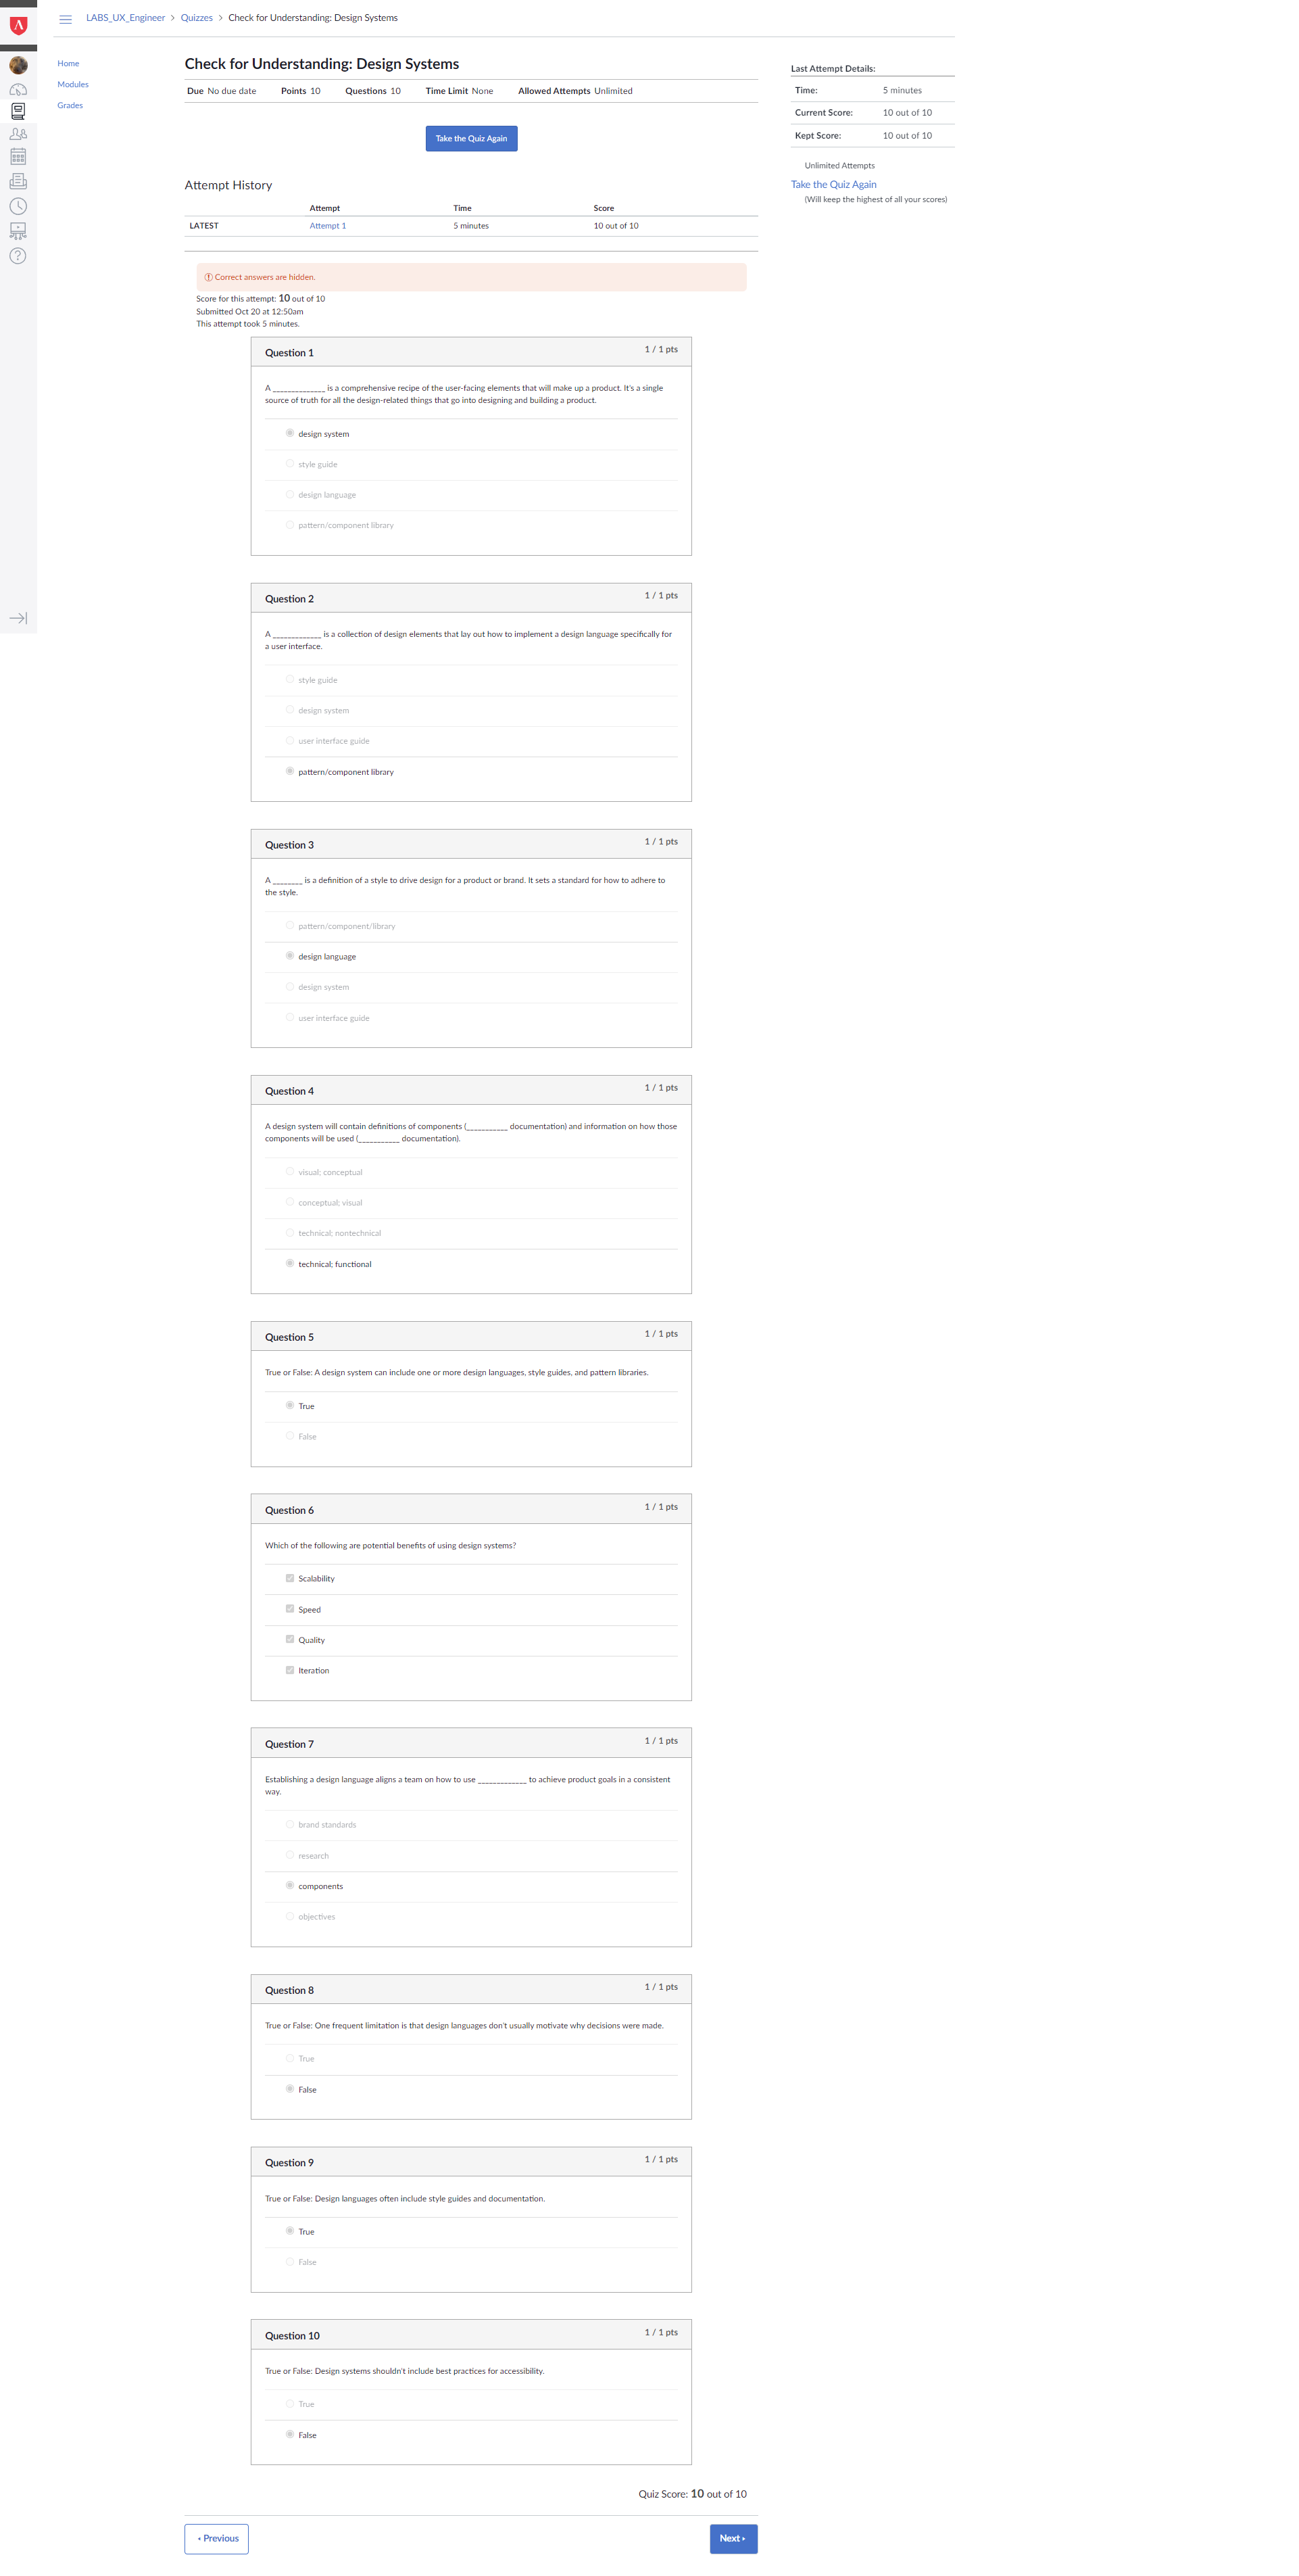 LABS_UX_Engineer > Quizzes > Check for Understanding: Design Systems
Home
Modules
Grades
Check for Understanding: Design Systems
Due No due date Points 10 Questions 10 Time Limit None Allowed Attempts Unlimited
Take the Quiz Again
Attempt History
Attempt Time Score
LATEST Attempt 1 5 minutes 10 out of 10
Correct answers are hidden.
Score for this attempt: 10 out of 10
Submitted Oct 20 at 12:50am
This attempt took 5 minutes.
Question 1 1 / 1 pts
A ______________ is a comprehensive recipe of the user-facing elements that will make up a product. It's a single
source of truth for all the design-related things that go into designing and building a product.
design system
style guide
design language
pattern/component library
Question 2 1 / 1 pts
A _____________ is a collection of design elements that lay out how to implement a design language specifically for
a user interface.
style guide
design system
user interface guide
pattern/component library
Question 3 1 / 1 pts
A ________ is a definition of a style to drive design for a product or brand. It sets a standard for how to adhere to
the style.
pattern/component/library
design language
design system
user interface guide
Question 4 1 / 1 pts
A design system will contain definitions of components (___________ documentation) and information on how those
components will be used (___________ documentation).
visual; conceptual
conceptual; visual
technical; nontechnical
technical; functional
Question 5 1 / 1 pts
True or False: A design system can include one or more design languages, style guides, and pattern libraries.
True
False
Question 6 1 / 1 pts
Which of the following are potential benefits of using design systems?
Scalability
Speed
Quality
Iteration
Question 7 1 / 1 pts
Establishing a design language aligns a team on how to use _____________ to achieve product goals in a consistent
way.
brand standards
research
components
objectives
Question 8 1 / 1 pts
True or False: One frequent limitation is that design languages don't usually motivate why decisions were made.
True
False
Question 9 1 / 1 pts
True or False: Design languages often include style guides and documentation.
True
False
Question 10 1 / 1 pts
True or False: Design systems shouldn't include best practices for accessibility.
True
False
Quiz Score: 10 out of 10
Previous
Next
Last Attempt Details:
Time: 5 minutes
Current Score: 10 out of 10
Kept Score: 10 out of 10
Unlimited Attempts
Take the Quiz Again
(Will keep the highest of all your scores)